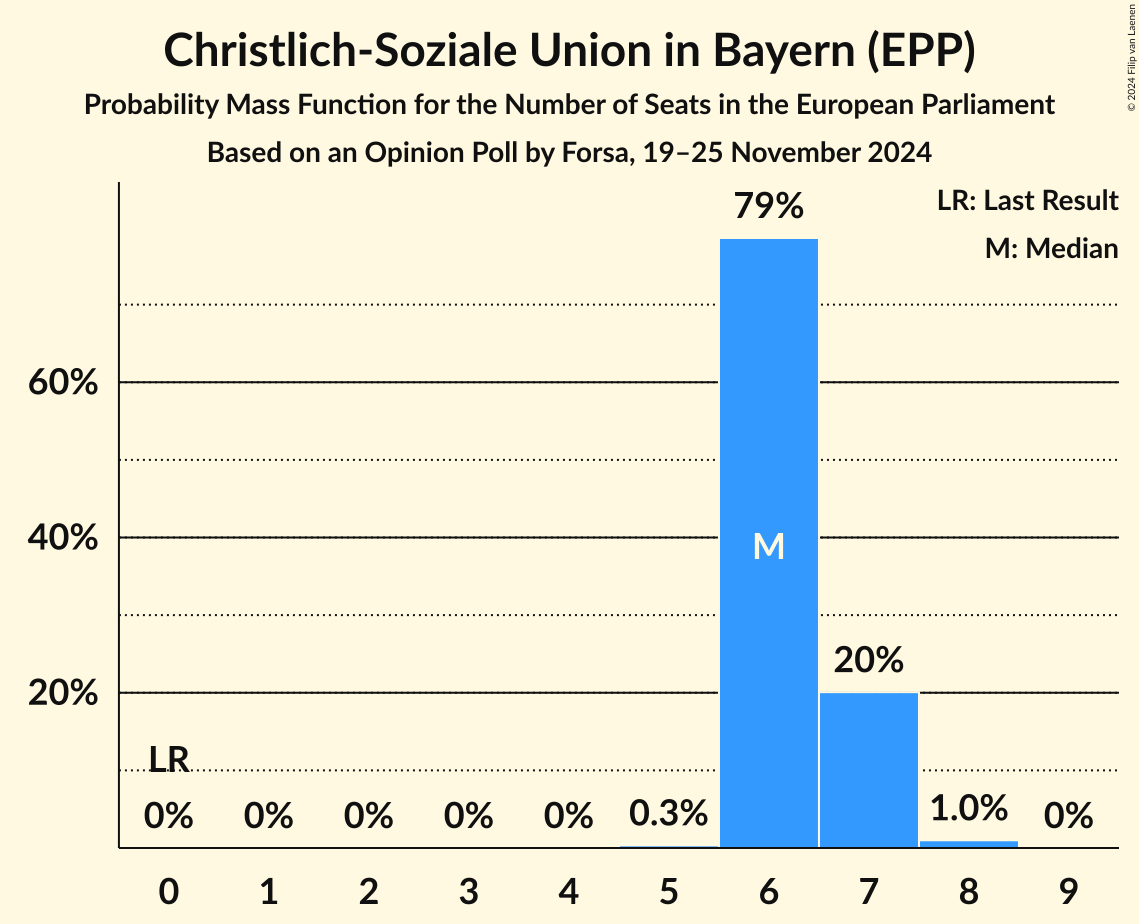 Christlich-Soziale Union in Bayern (EPP)
Probability Mass Function for the Number of Seats in the European Parliament
Based on an Opinion Poll by Forsa, 19–25 November 2024
© 2024 Filip van Laenen
LR: Last Result
M: Median
79%
60%
40%
M
20%
20%
LR
0% 0% 0% 0% 0% 0.3% 1.0% 0%
0 1 2 3 4 5 6 7 8 9